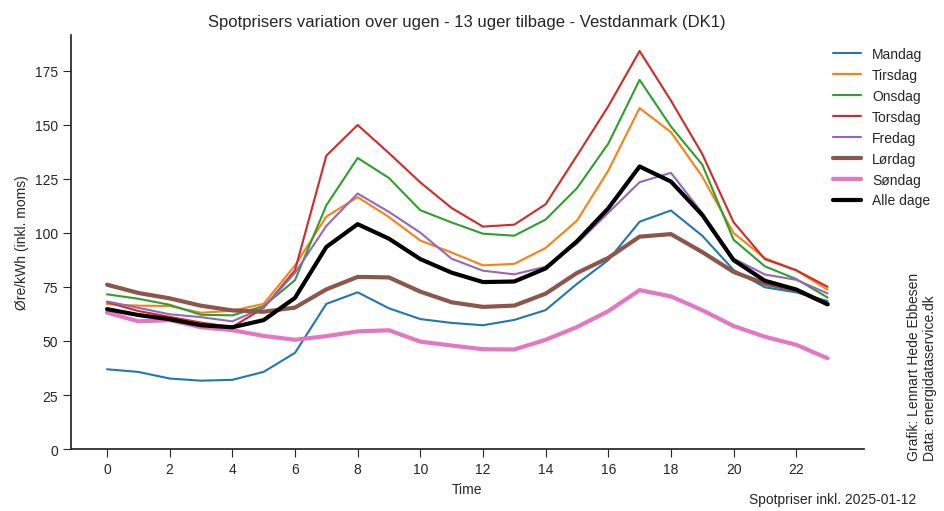 Spotprisers variation over ugen - 13 uger tilbage - Vestdanmark (DK1)
Øre/kWh (inkl. moms)
175
150
125
100
75
50
25
0
0 2 4 6 8 10 12 14 16 18 20 22
Time
Mandag
Tirsdag
Onsdag
Torsdag
Fredag
Lørdag
Søndag
Alle dage
Grafik: Lennart Hede Ebbesen
Data: energidataservice.dk
Spotpriser inkl. 2025-01-12